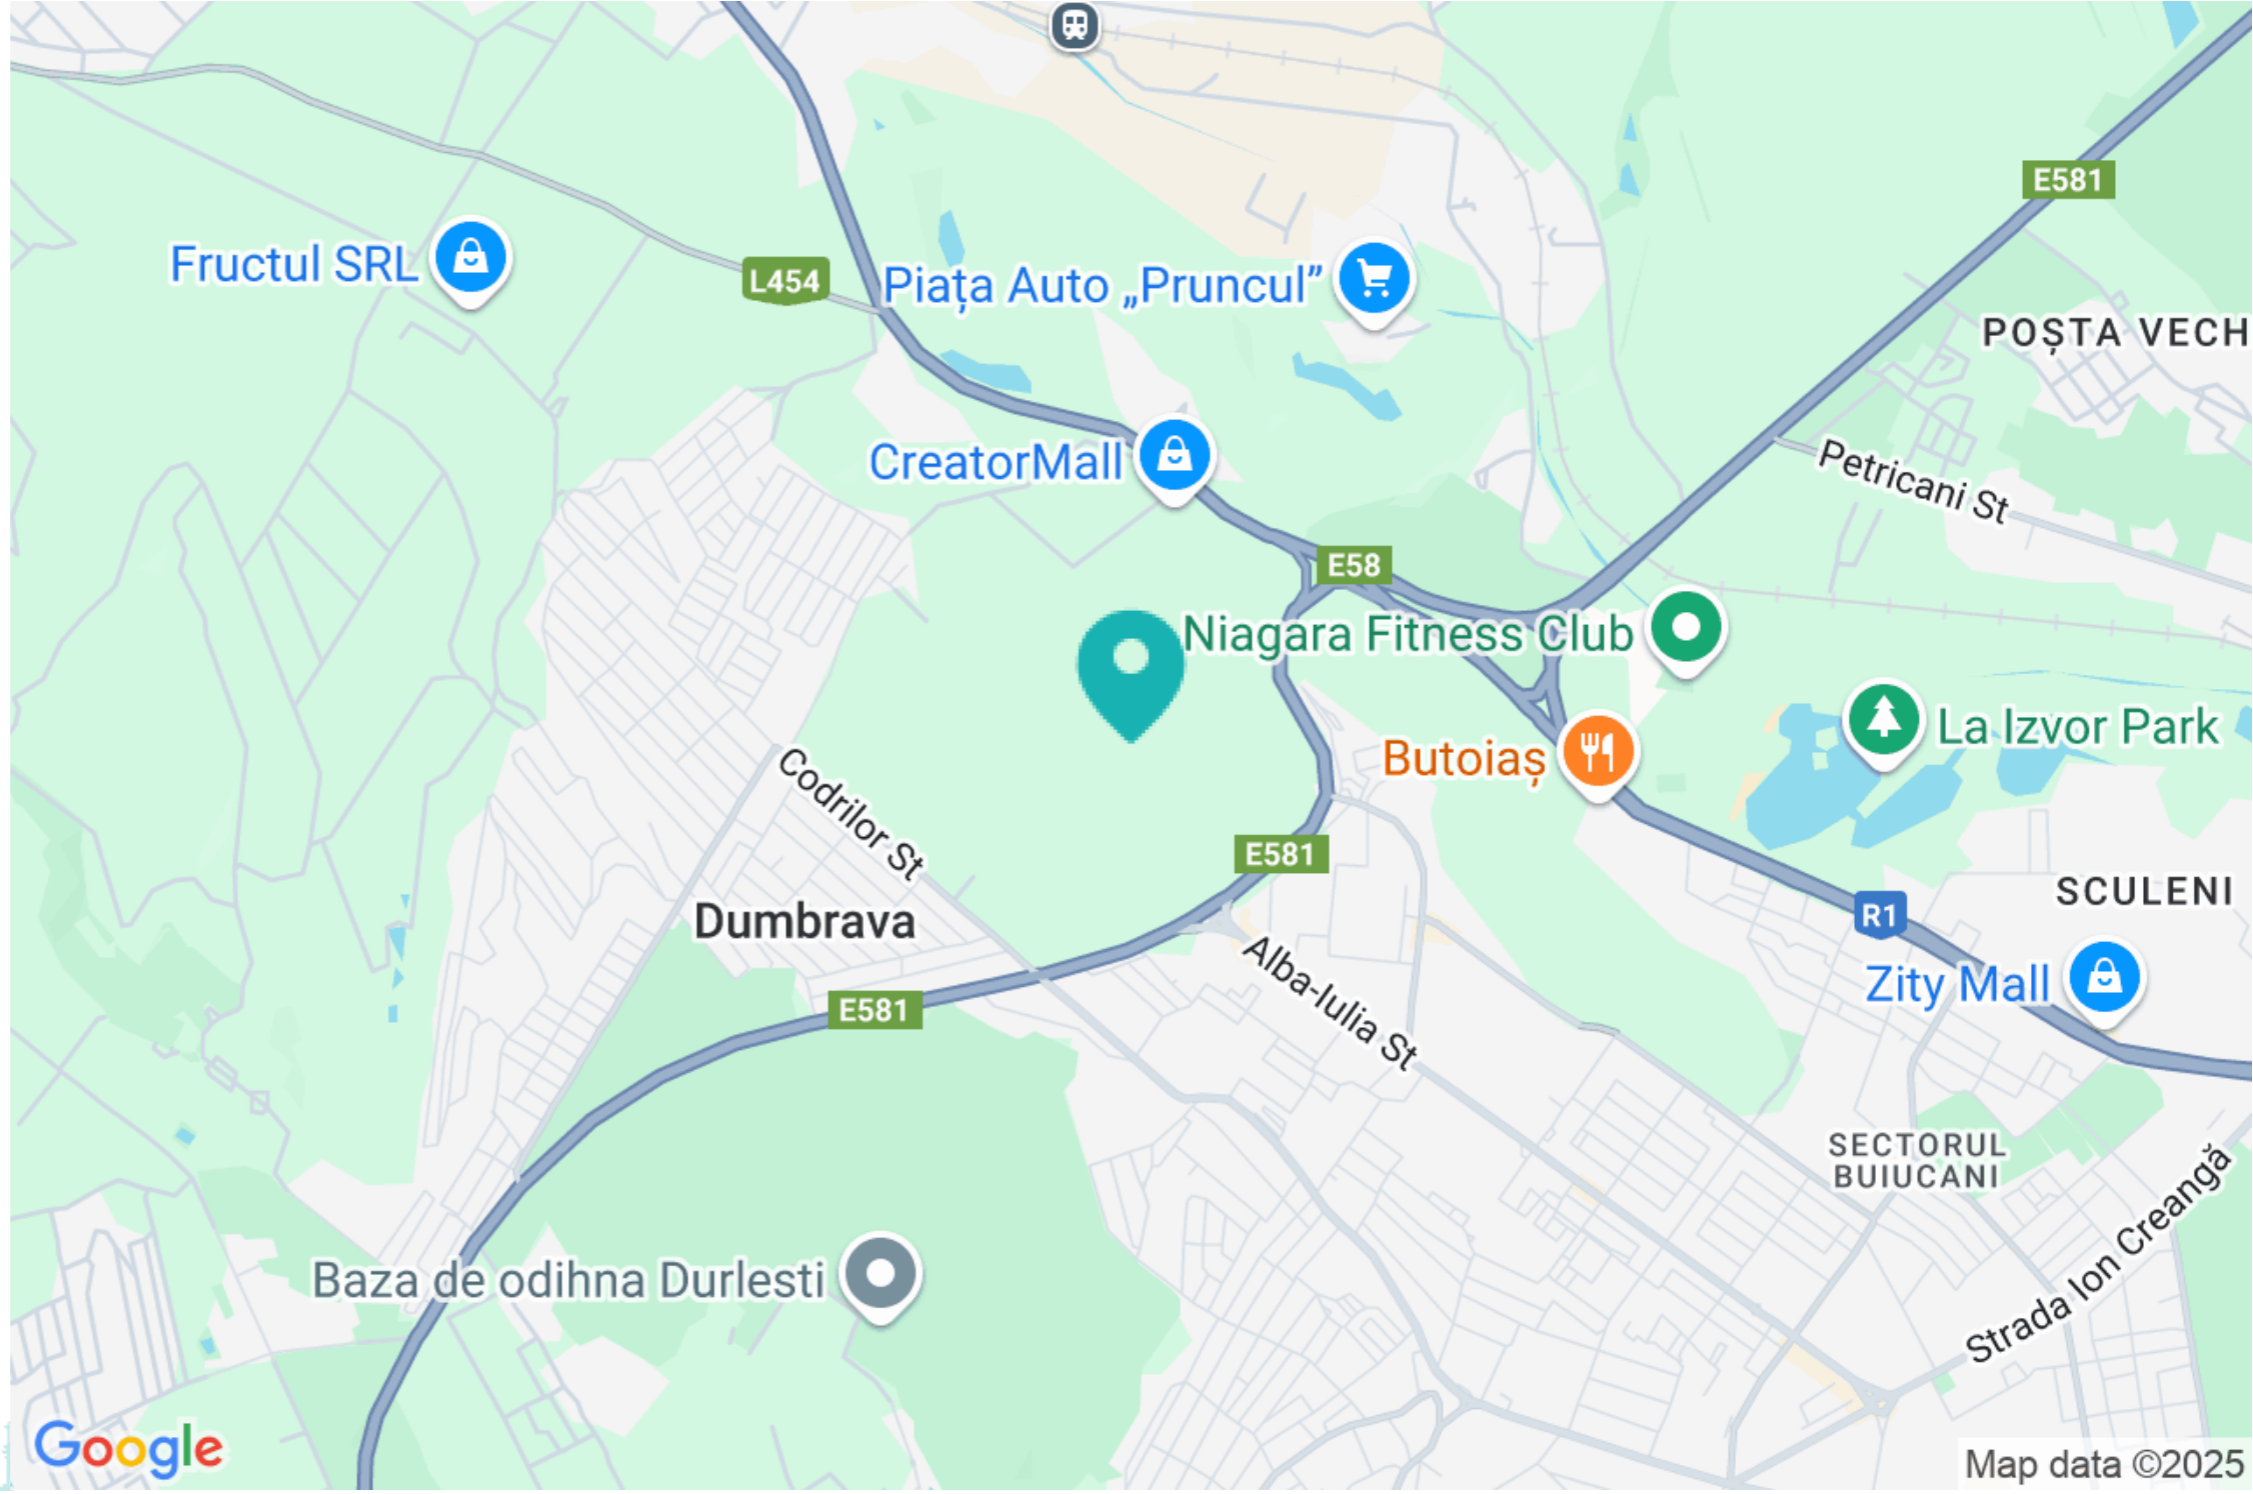 E581
Fructul SRL
L454
Piața Auto „Pruncul”
POȘTA VECH
CreatorMall
Petricani St
E58
Niagara Fitness Club
La Izvor Park
Butoiaș
Codrilor St
E581
SCULENI
R1
Dumbrava
Alba-Iulia St
Zity Mall
E581
SECTORUL
BUIUCANI
Strada Ion Creangă
Baza de odihna Durlesti
Google
Map data ©2025